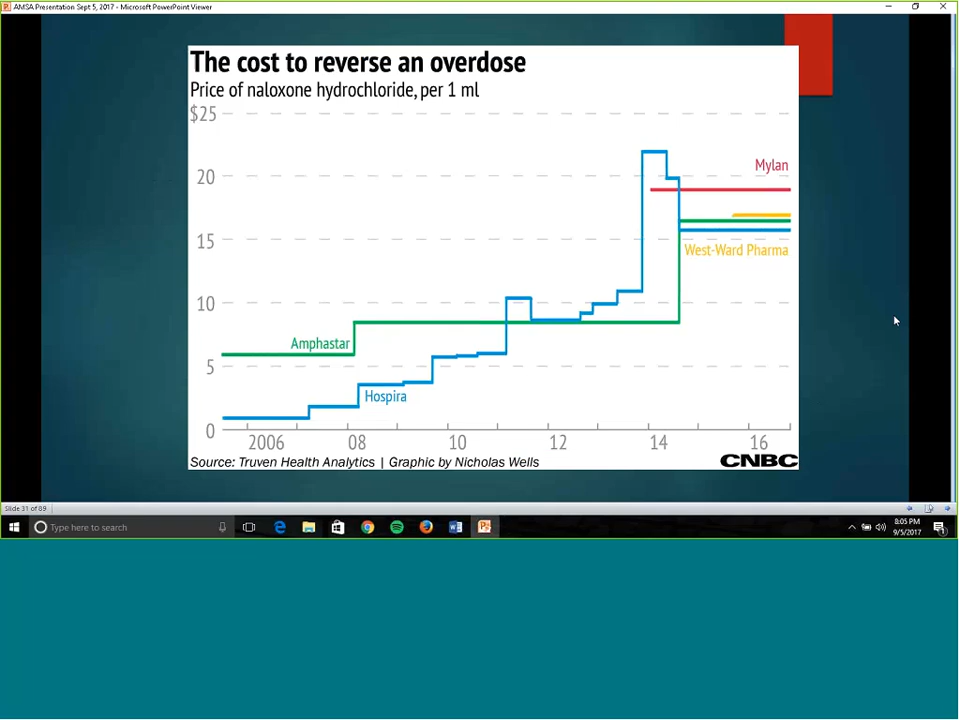 AMSA Presentation Sept 5, 2017 - Microsoft PowerPoint Viewer
The cost to reverse an overdose
Price of naloxone hydrochloride, per 1 ml
$25
20
15
10
5
0
Mylan
West-Ward Pharma
Amphastar
Hospira
2006 08 10 12 14 16
Source: Truven Health Analytics | Graphic by Nicholas Wells
CNBC
Slide 31 of 89
Type here to search
8:05 PM
9/5/2017